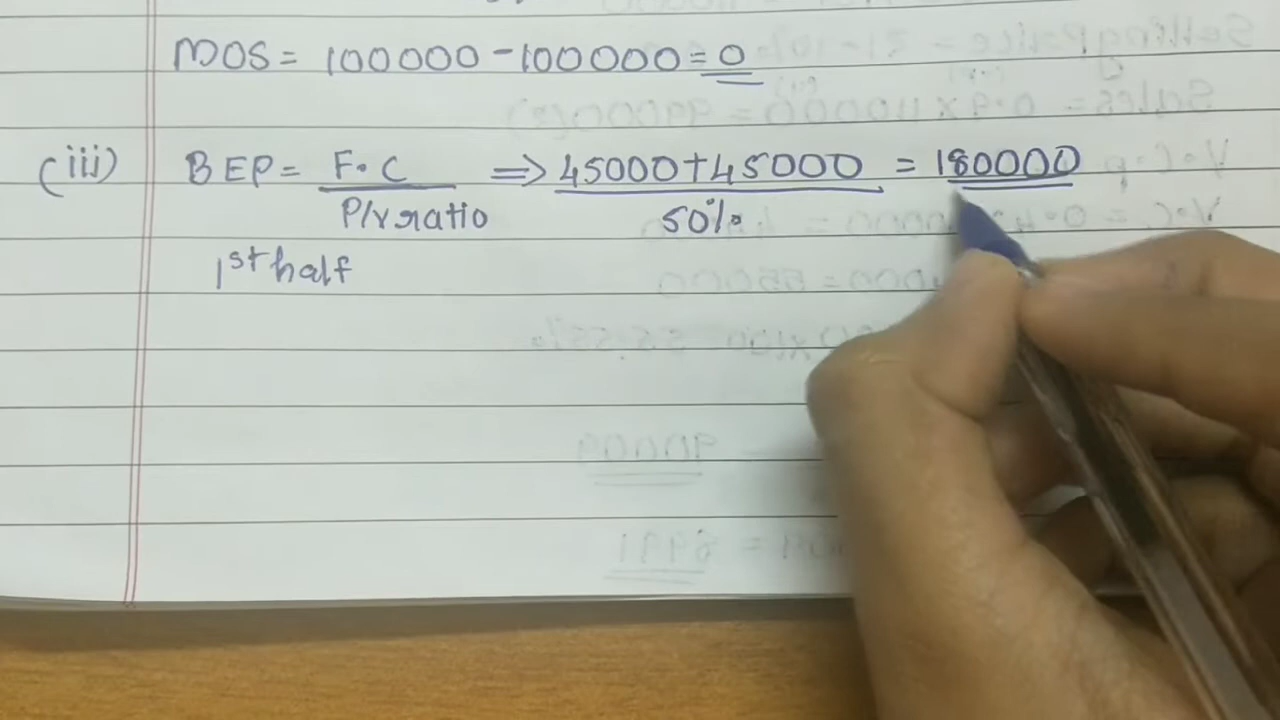 MOS = 100000 - 100000 = 0
(iii) BEP = F.C ⇒ 45000+45000 = 180000
P/v ratio 50%
1st half